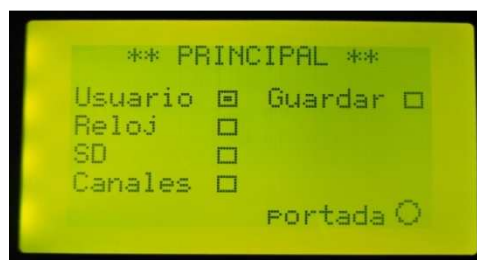 ** PRINCIPAL **
Usuario Guardar
Reloj
SD
Canales
portada